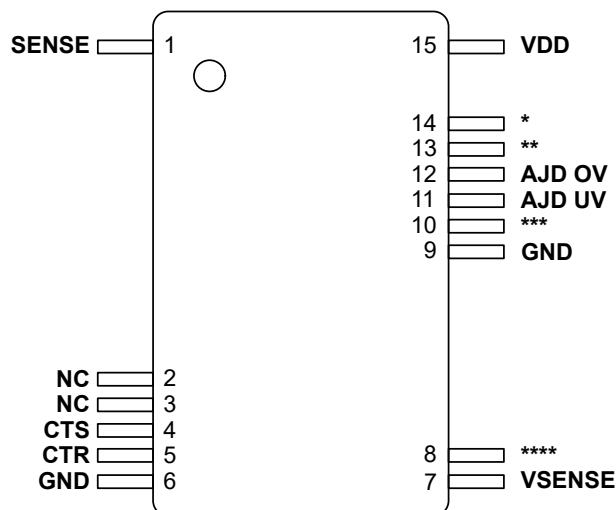 SENSE 1 15 VDD
14 *
13 **
12 AJD OV
11 AJD UV
10 ***
9 GND
NC 2
NC 3
CTS 4
CTR 5 8 ****
GND 6 7 VSENSE